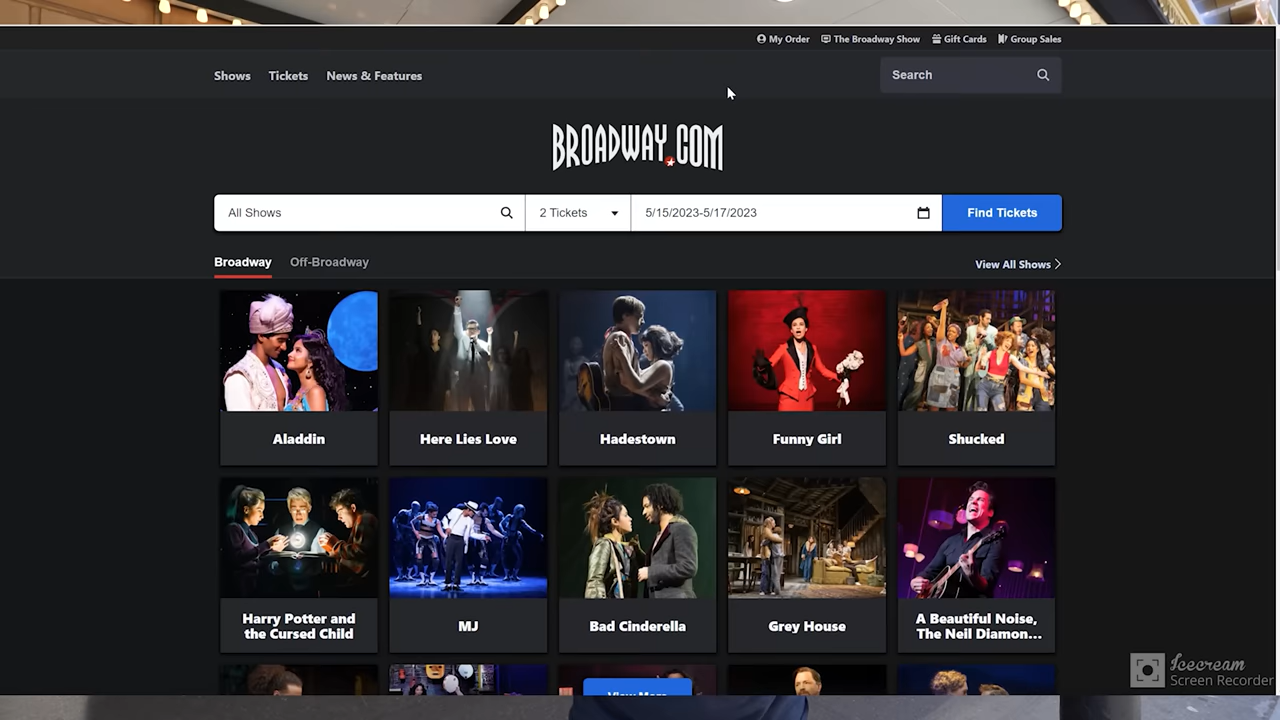 My Order The Broadway Show Gift Cards Group Sales
Shows Tickets News & Features Search
BROADWAY.COM
All Shows 2 Tickets 5/15/2023-5/17/2023 Find Tickets
Broadway Off-Broadway View All Shows
Aladdin Here Lies Love Hadestown Funny Girl Shucked
Harry Potter and
the Cursed Child
MJ Bad Cinderella Grey House
A Beautiful Noise,
The Neil Diamon...
View More
Icecream
Screen Recorder